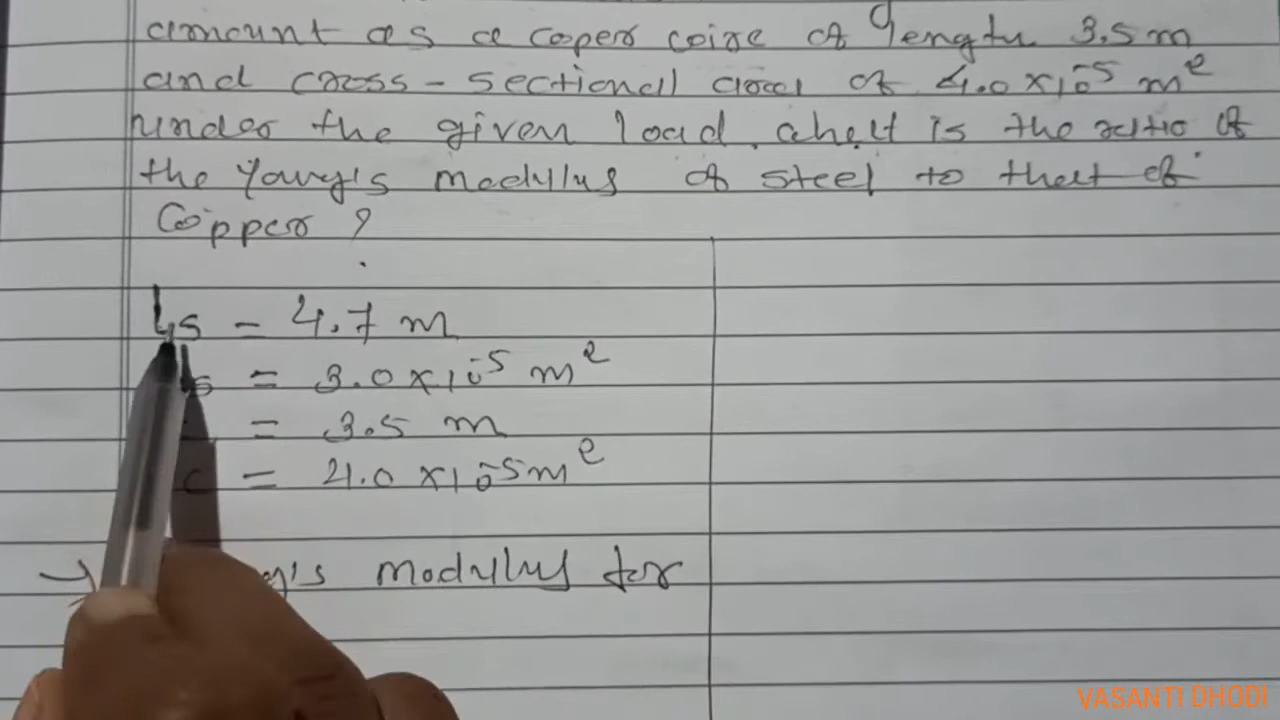 amount as a coper wire of length 3.5 m
and cross-sectional area of 4.0 × 10⁻⁵ m²
under the given load. what is the ratio of
the Young's modulus of steel to that of
Copper?
Ls = 4.7 m
= 3.0 × 10⁻⁵ m²
= 3.5 m
c = 4.0 × 10⁻⁵ m²
→ g's modulus for
VASANTI DHODI